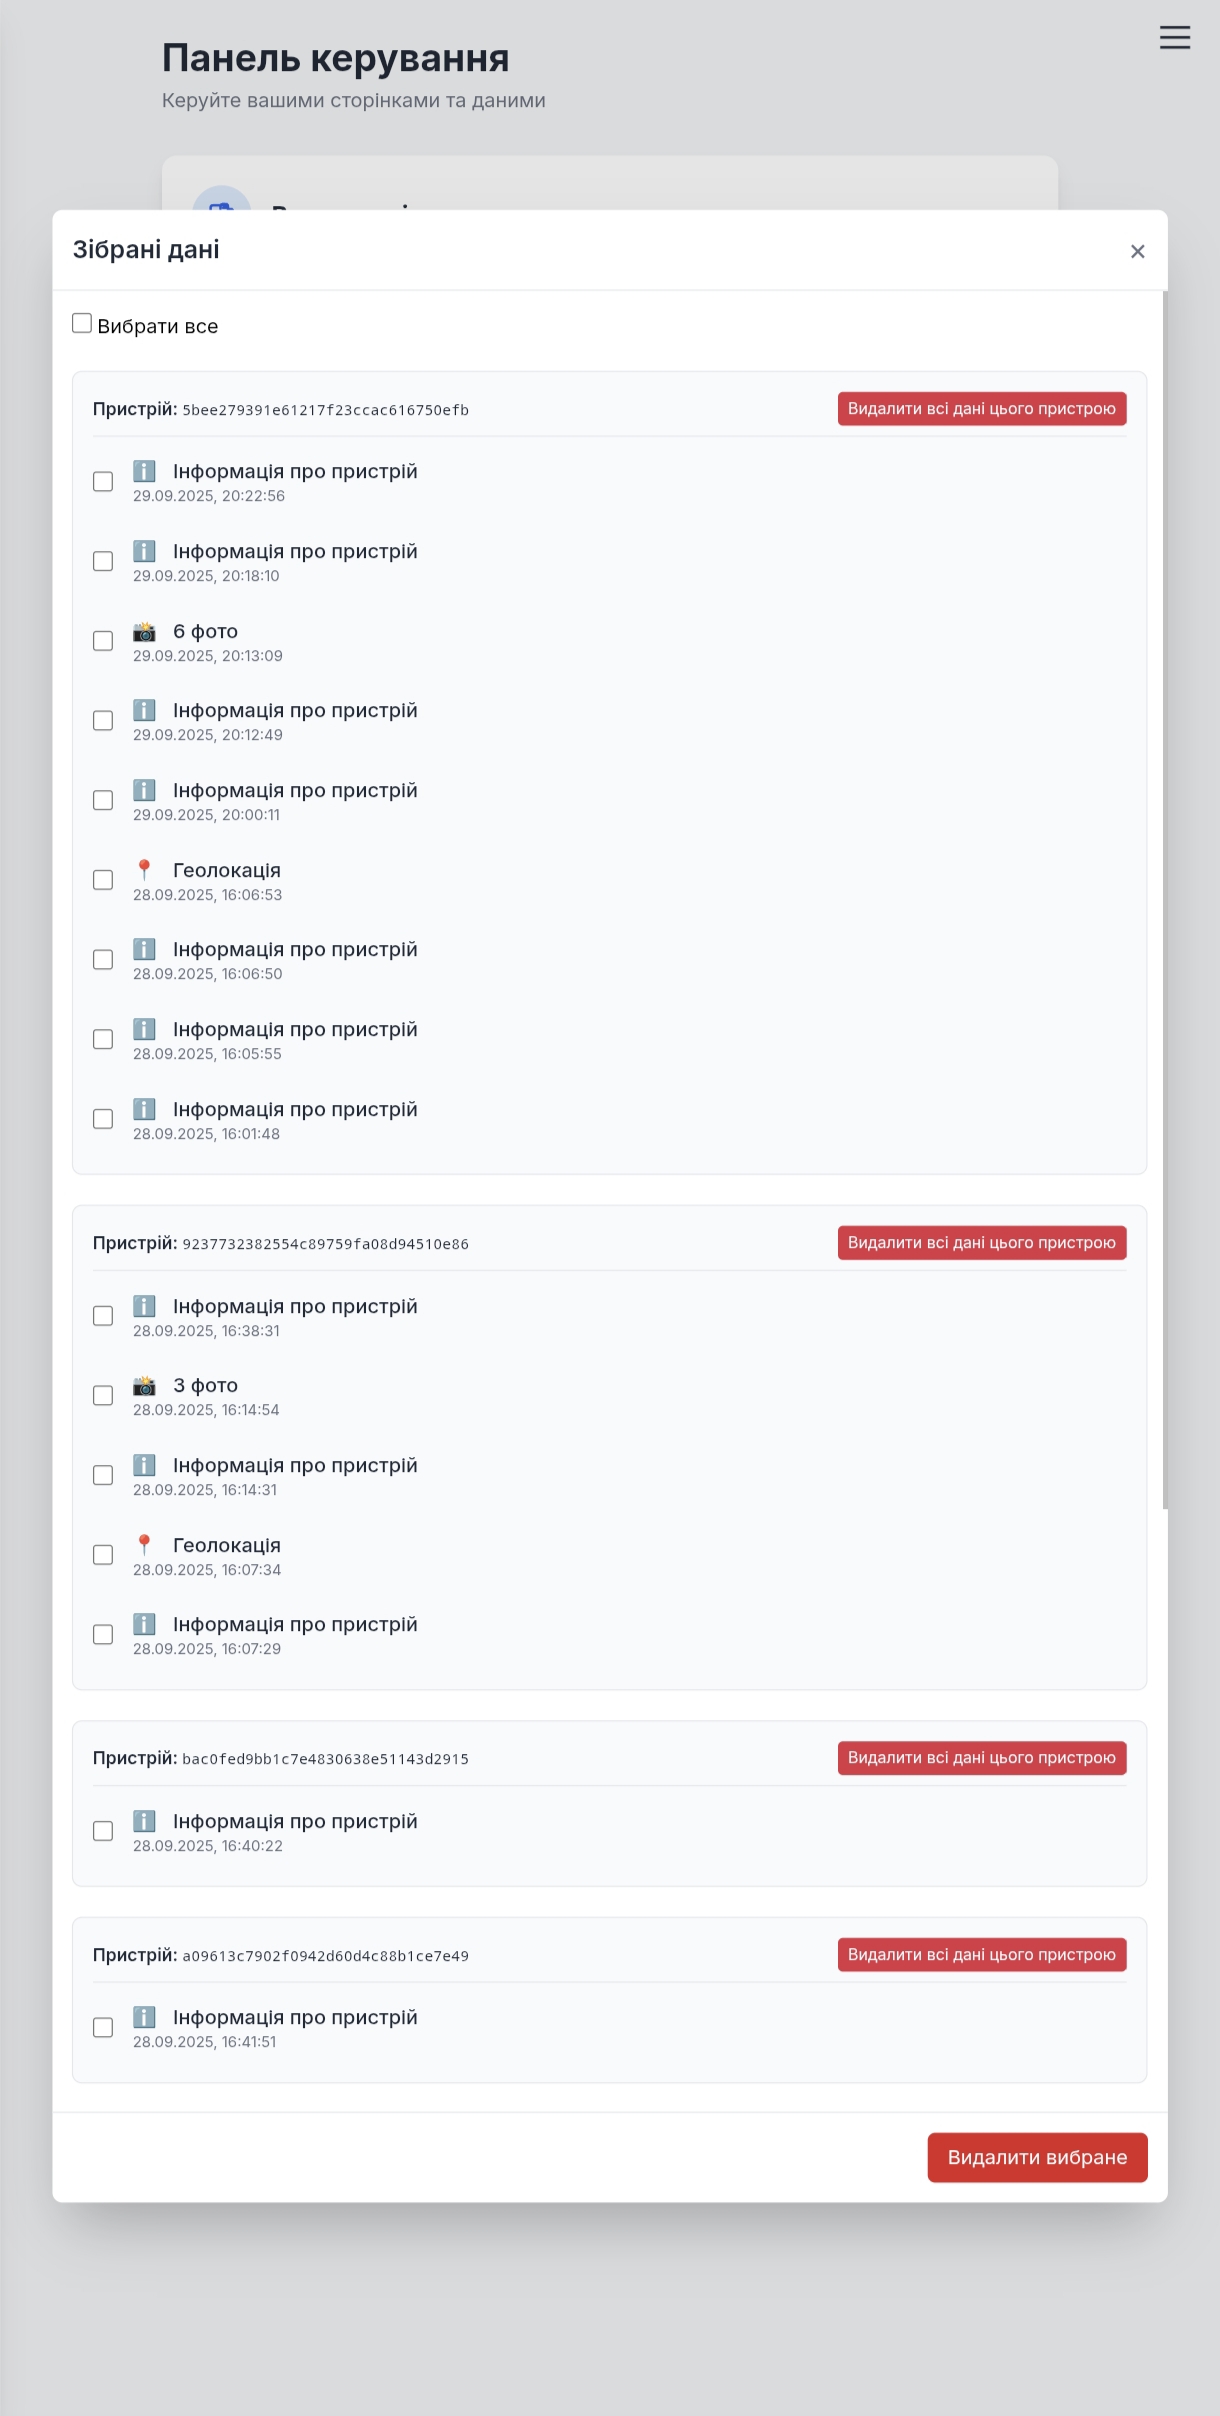 Панель керування
Керуйте вашими сторінками та даними
Зібрані дані
×
Вибрати все
Пристрій: 5bee279391e61217f23ccac616750efb
Видалити всі дані цього пристрою
Інформація про пристрій
29.09.2025, 20:22:56
Інформація про пристрій
29.09.2025, 20:18:10
6 фото
29.09.2025, 20:13:09
Інформація про пристрій
29.09.2025, 20:12:49
Інформація про пристрій
29.09.2025, 20:00:11
Геолокація
28.09.2025, 16:06:53
Інформація про пристрій
28.09.2025, 16:06:50
Інформація про пристрій
28.09.2025, 16:05:55
Інформація про пристрій
28.09.2025, 16:01:48
Пристрій: 9237732382554c89759fa08d94510e86
Видалити всі дані цього пристрою
Інформація про пристрій
28.09.2025, 16:38:31
3 фото
28.09.2025, 16:14:54
Інформація про пристрій
28.09.2025, 16:14:31
Геолокація
28.09.2025, 16:07:34
Інформація про пристрій
28.09.2025, 16:07:29
Пристрій: bac0fed9bb1c7e4830638e51143d2915
Видалити всі дані цього пристрою
Інформація про пристрій
28.09.2025, 16:40:22
Пристрій: a09613c7902f0942d60d4c88b1ce7e49
Видалити всі дані цього пристрою
Інформація про пристрій
28.09.2025, 16:41:51
Видалити вибране